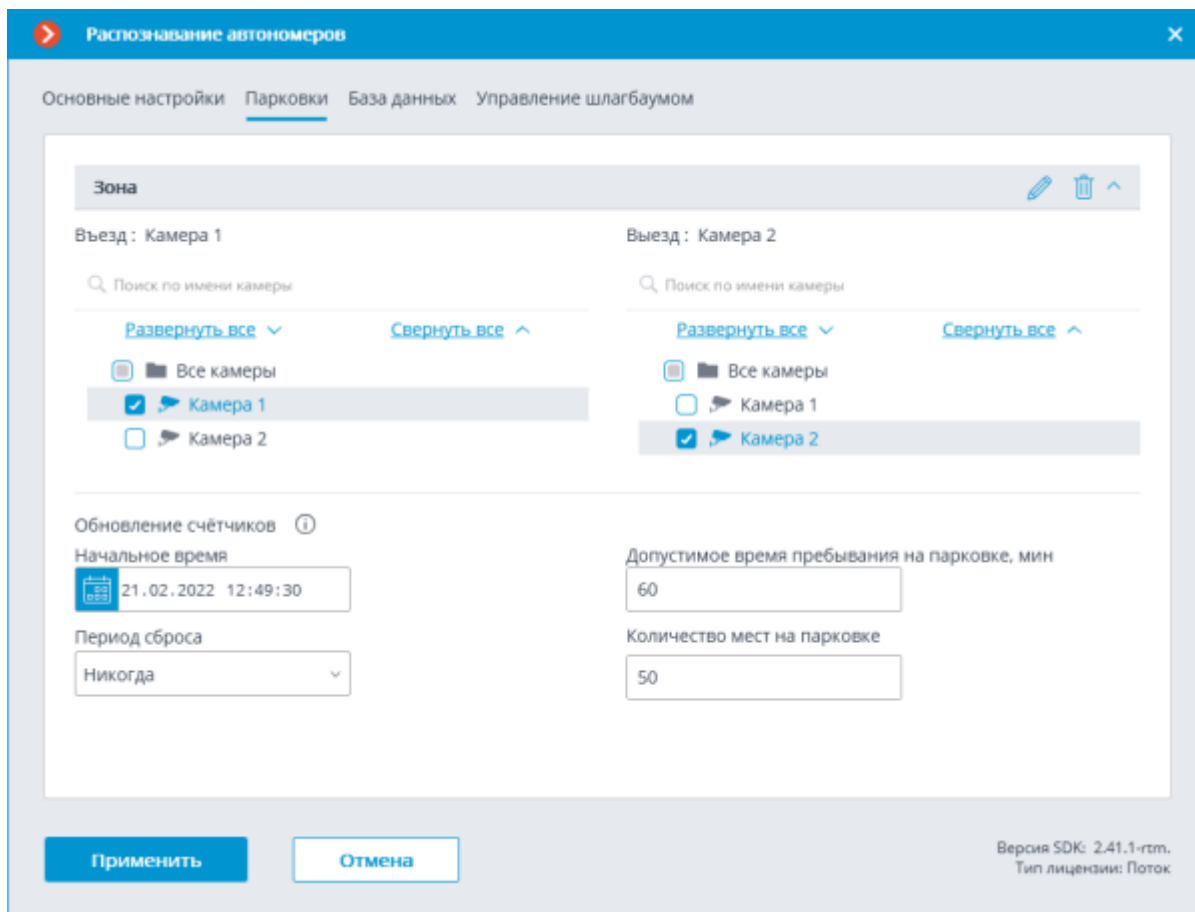 Распознавание автономеров
Основные настройки Парковки База данных Управление шлагбаумом
Зона
Въезд : Камера 1
Выезд : Камера 2
Поиск по имени камеры
Поиск по имени камеры
Развернуть все Свернуть все
Развернуть все Свернуть все
Все камеры
Все камеры
Камера 1
Камера 1
Камера 2
Камера 2
Обновление счётчиков
Начальное время
Допустимое время пребывания на парковке, мин
21.02.2022 12:49:30
60
Период сброса
Количество мест на парковке
Никогда
50
Применить
Отмена
Версия SDK: 2.41.1-rtm.
Тип лицензии: Поток